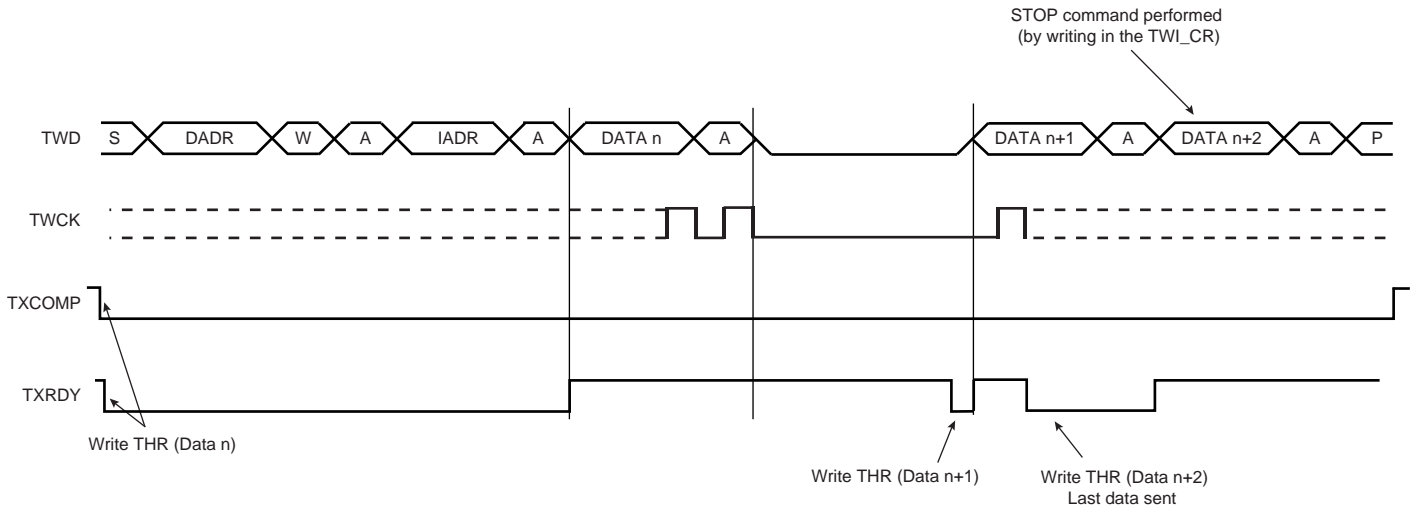 STOP command performed
(by writing in the TWI_CR)
TWD S DADR W A IADR A DATA n A DATA n+1 A DATA n+2 A P
TWCK
TXCOMP
TXRDY
Write THR (Data n)
Write THR (Data n+1)
Write THR (Data n+2)
Last data sent